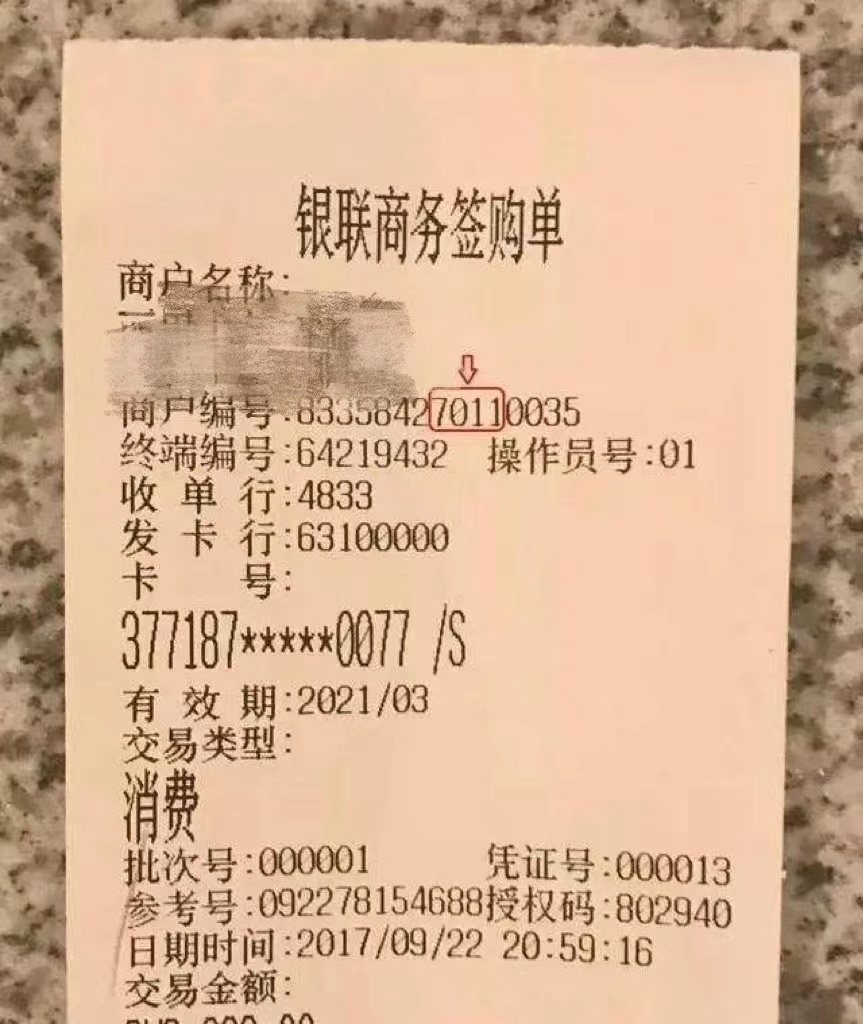 银联商务签购单
商户名称:
商户编号:833584270110035
终端编号:64219432 操作员号:01
收 单 行:4833
发 卡 行:63100000
卡 号:
377187*****0077 /S
有 效 期:2021/03
交易类型:
消费
批次号:000001 凭证号:000013
参考号:092278154688授权码:802940
日期时间:2017/09/22 20:59:16
交易金额: